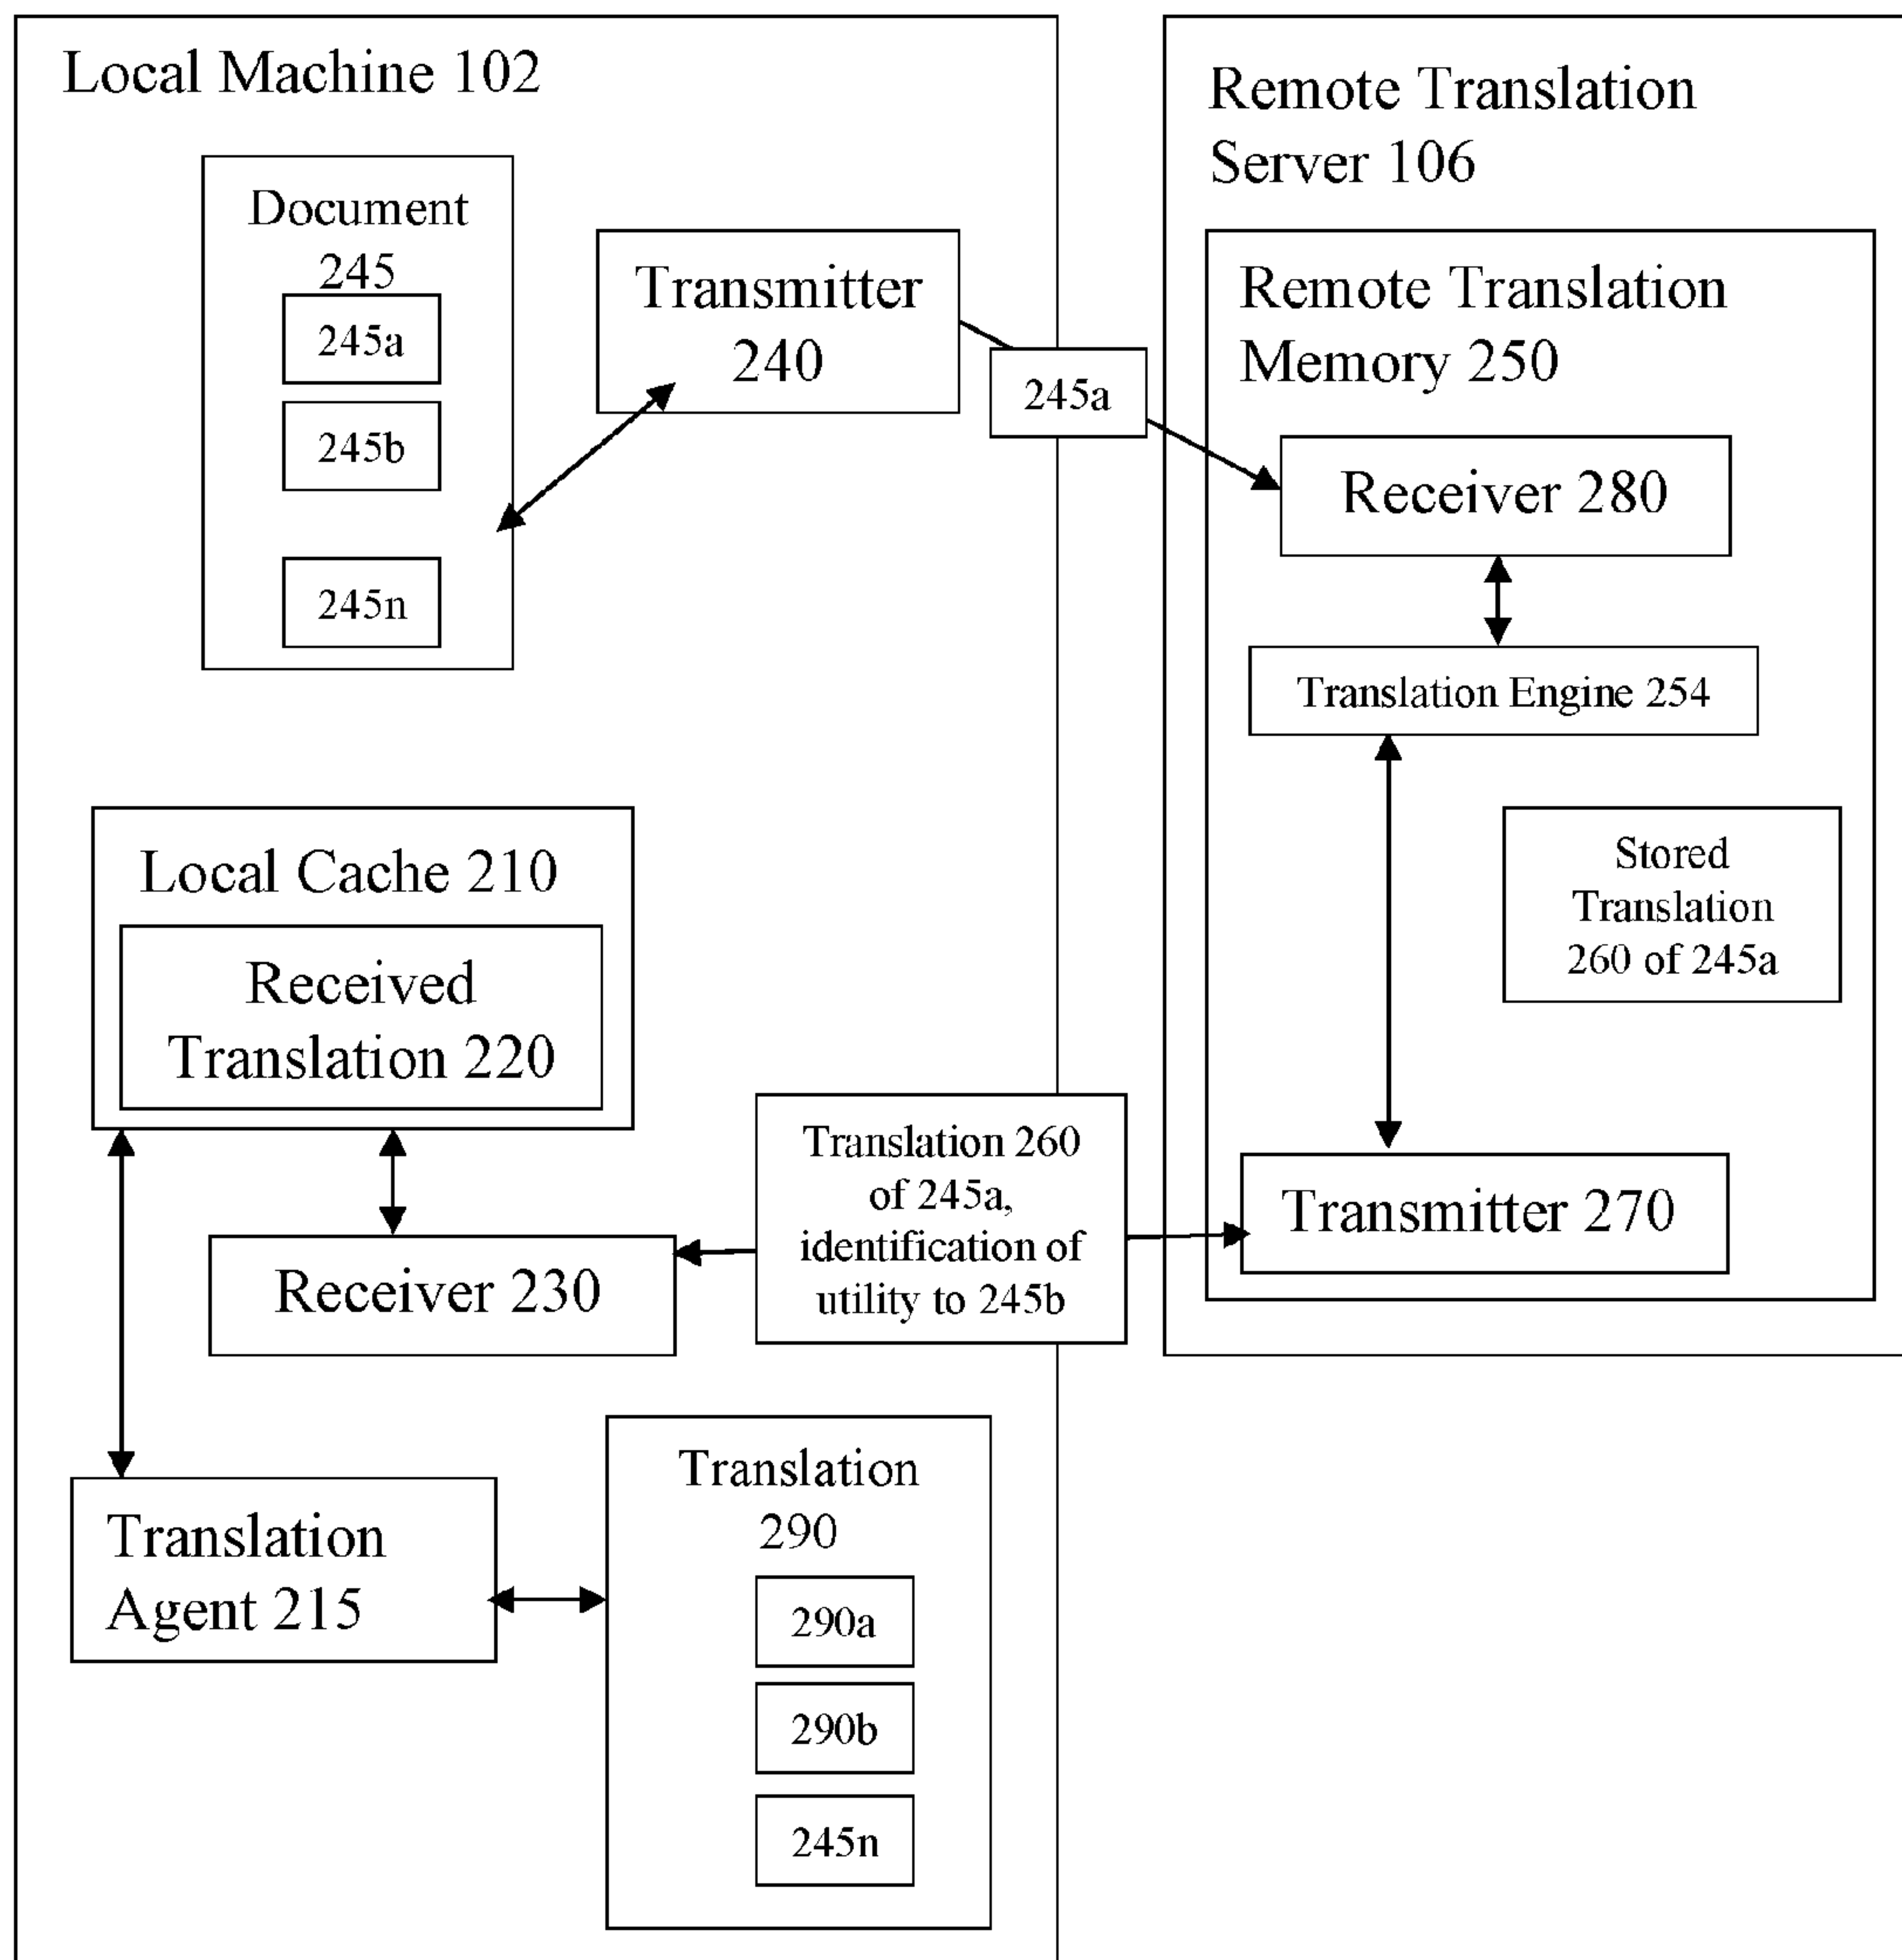 Local Machine 102
Document
245
245a
245b
245n
Transmitter
240
245a
Remote Translation
Server 106
Remote Translation
Memory 250
Receiver 280
Translation Engine 254
Stored
Translation
260 of 245a
Transmitter 270
Local Cache 210
Received
Translation 220
Translation 260
of 245a,
identification of
utility to 245b
Receiver 230
Translation
Agent 215
Translation
290
290a
290b
245n